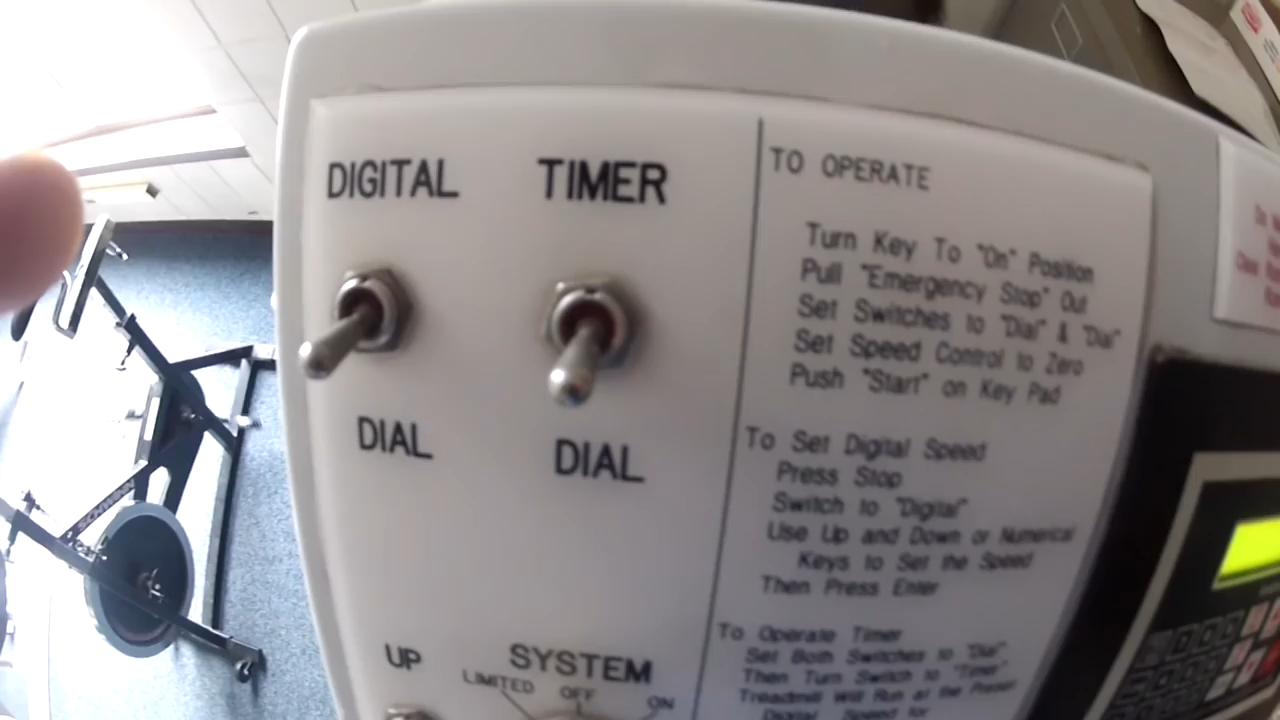 DIGITAL TIMER
DIAL DIAL
UP SYSTEM
LIMITED OFF ON
TO OPERATE
Turn Key To "On" Position
Pull "Emergency Stop" Out
Set Switches to "Dial" & "Dial"
Set Speed Control to Zero
Push "Start" on Key Pad
To Set Digital Speed
Press Stop
Switch to "Digital"
Use Up and Down or Numerical
Keys to Set the Speed
Then Press Enter
To Operate Timer
Set Both Switches to "Dial"
Then Turn Switch to "Timer"
Treadmill Will Run at the Preset
Digital Speed for
SCHWINN